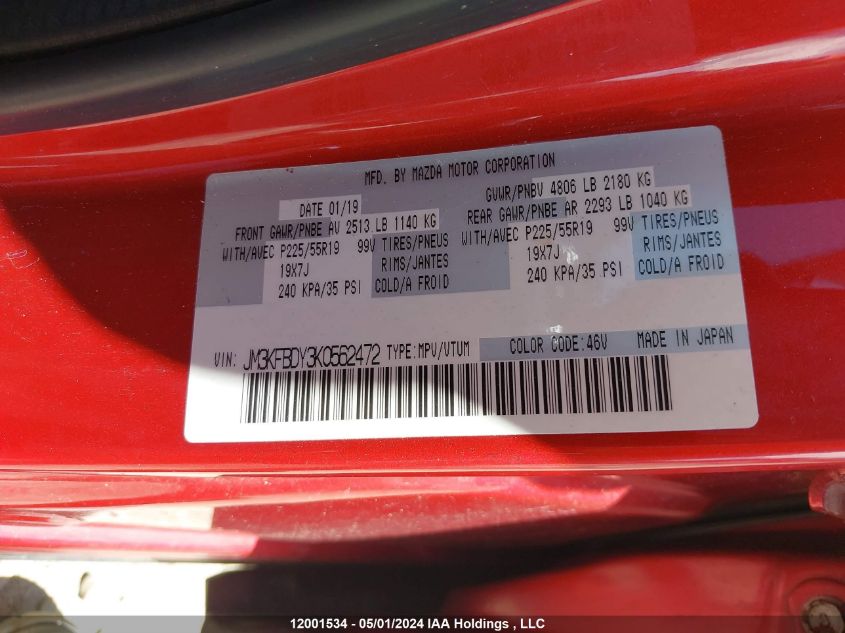 MFD. BY MAZDA MOTOR CORPORATION
DATE 01/19 GVWR/PNBV 4806 LB 2180 KG
FRONT GAWR/PNBE AV 2513 LB 1140 KG REAR GAWR/PNBE AR 2293 LB 1040 KG
WITH/AVEC P225/55R19 99V TIRES/PNEUS WITH/AVEC P225/55R19 99V TIRES/PNEUS
19X7J RIMS/JANTES 19X7J RIMS/JANTES
240 KPA/35 PSI COLD/A FROID 240 KPA/35 PSI COLD/A FROID
VIN: JM3KFBDY3K0562472 TYPE:MPV/VTUM COLOR CODE:46V MADE IN JAPAN
12001534 - 05/01/2024 IAA Holdings , LLC